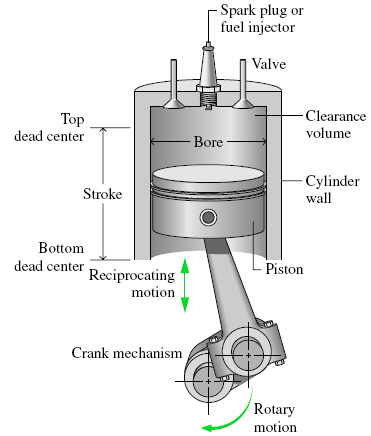 Spark plug or
fuel injector
Valve
Top
dead center
Clearance
volume
Bore
Stroke
Cylinder
wall
Bottom
dead center
Reciprocating
motion
Piston
Crank mechanism
Rotary
motion